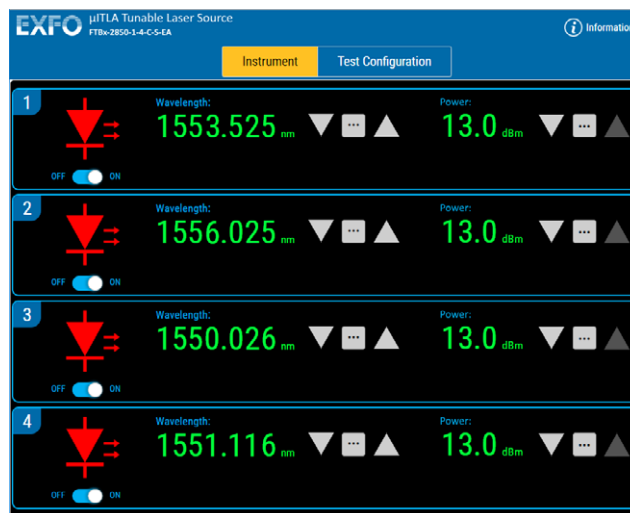 EXFO µITLA Tunable Laser Source
FTBx-2850-1-4-C-S-EA
Information
Instrument Test Configuration
1
Wavelength: Power:
1553.525 nm ... 13.0 dBm ...
OFF ON
2
Wavelength: Power:
1556.025 nm ... 13.0 dBm ...
OFF ON
3
Wavelength: Power:
1550.026 nm ... 13.0 dBm ...
OFF ON
4
Wavelength: Power:
1551.116 nm ... 13.0 dBm ...
OFF ON